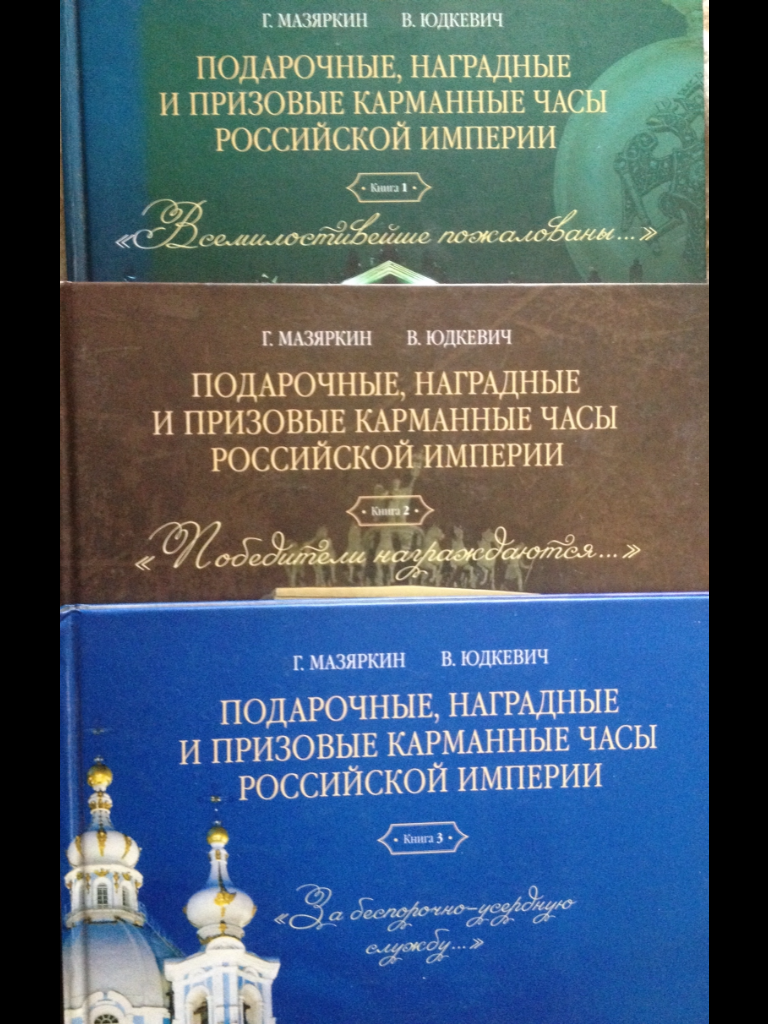 Г. МАЗЯРКИН В. ЮДКЕВИЧ
ПОДАРОЧНЫЕ, НАГРАДНЫЕ
И ПРИЗОВЫЕ КАРМАННЫЕ ЧАСЫ
РОССИЙСКОЙ ИМПЕРИИ
• Книга 1 •
«Всемилостивейше пожалованы...»
Г. МАЗЯРКИН В. ЮДКЕВИЧ
ПОДАРОЧНЫЕ, НАГРАДНЫЕ
И ПРИЗОВЫЕ КАРМАННЫЕ ЧАСЫ
РОССИЙСКОЙ ИМПЕРИИ
• Книга 2 •
«Победители награждаются...»
Г. МАЗЯРКИН В. ЮДКЕВИЧ
ПОДАРОЧНЫЕ, НАГРАДНЫЕ
И ПРИЗОВЫЕ КАРМАННЫЕ ЧАСЫ
РОССИЙСКОЙ ИМПЕРИИ
• Книга 3 •
«За беспорочно-усердную
службу...»